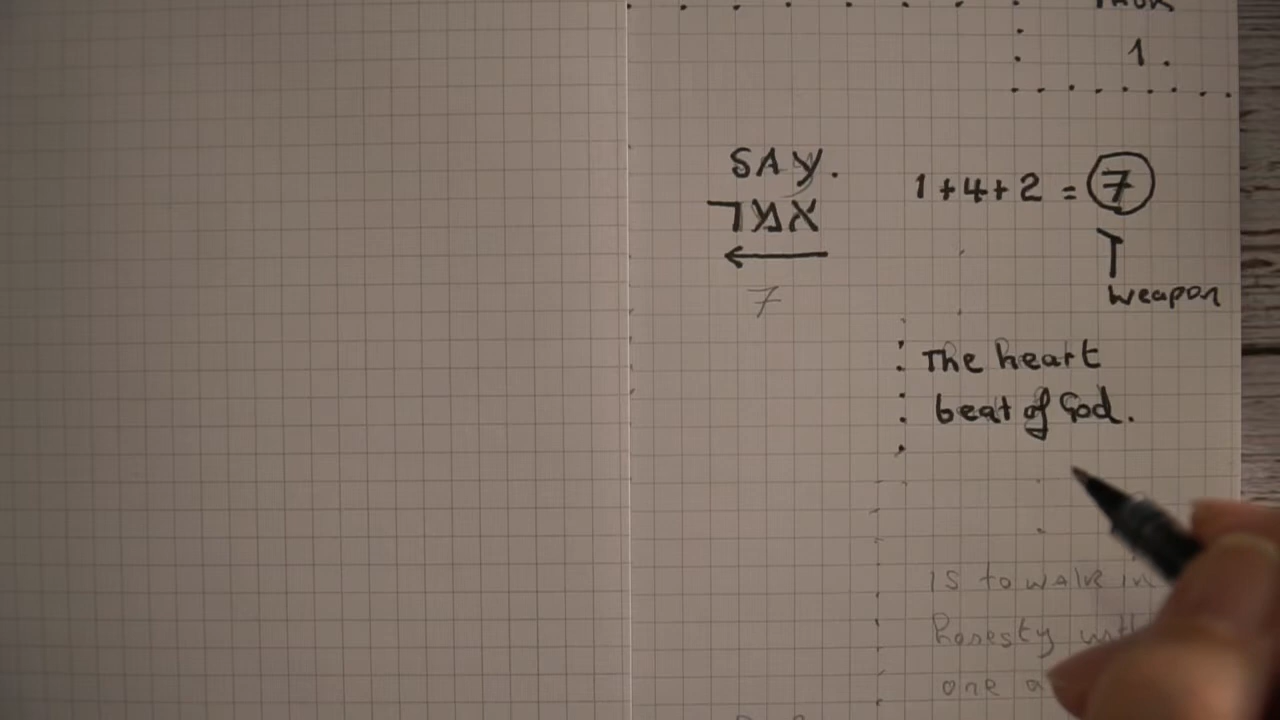 1.
SAY.
אמר
7
1+4+2 = 7
T
weapon
The heart
beat of God.
is to walk in
honesty with
one